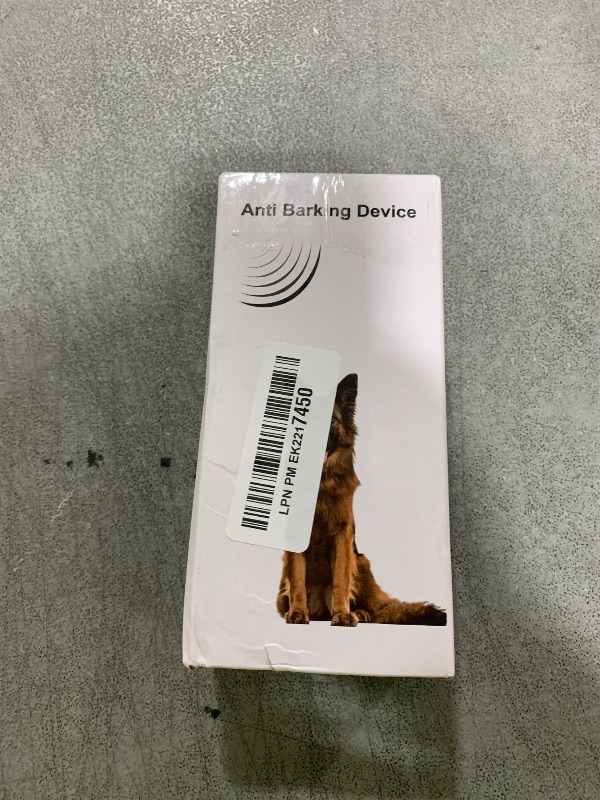 Anti Barking Device
LPN PM EK2217450